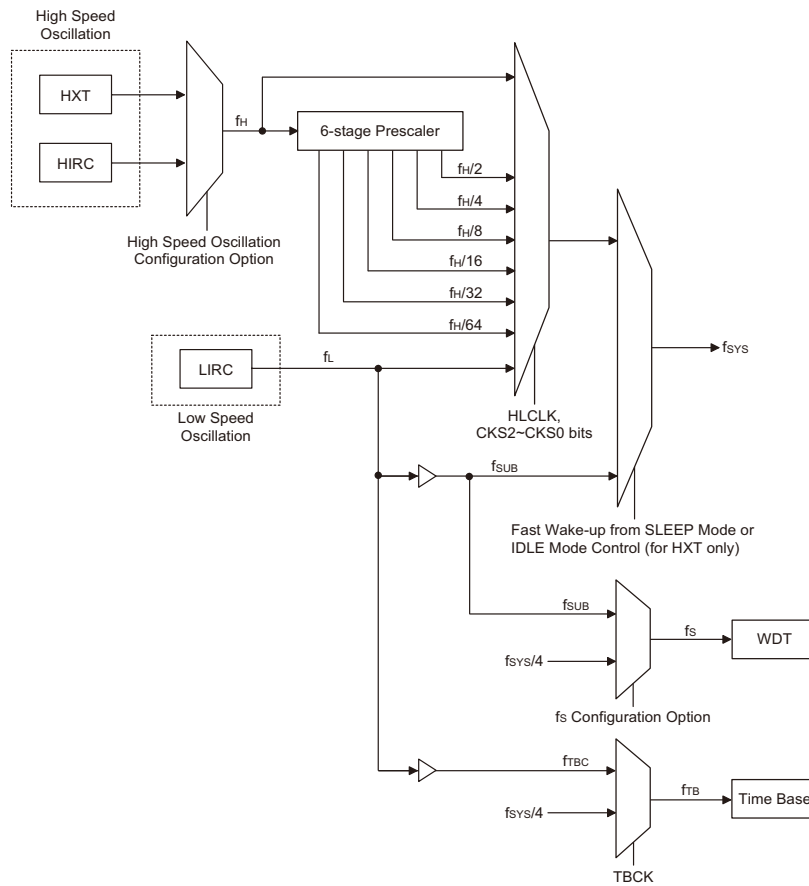 High Speed
Oscillation
HXT
HIRC
fH
6-stage Prescaler
High Speed Oscillation
Configuration Option
fH/2
fH/4
fH/8
fH/16
fH/32
fH/64
LIRC
fL
Low Speed
Oscillation
HLCLK,
CKS2~CKS0 bits
fSYS
fSUB
Fast Wake-up from SLEEP Mode or
IDLE Mode Control (for HXT only)
fSUB
fSYS/4
fS
WDT
fS Configuration Option
fTBC
fSYS/4
fTB
Time Base
TBCK